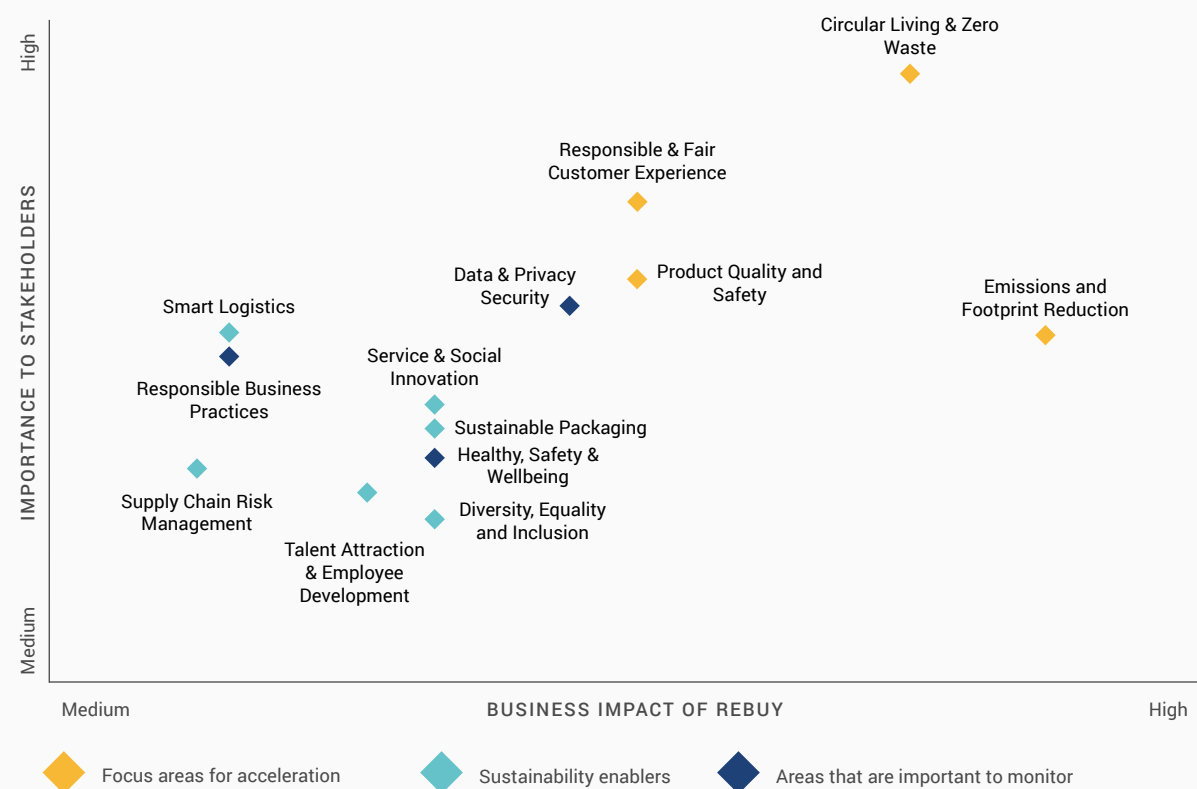 Circular Living & Zero
Waste
High
Responsible & Fair
Customer Experience
IMPORTANCE TO STAKEHOLDERS
Data & Privacy
Security
Product Quality and
Safety
Emissions and
Footprint Reduction
Smart Logistics
Responsible Business
Practices
Service & Social
Innovation
Sustainable Packaging
Healthy, Safety &
Wellbeing
Supply Chain Risk
Management
Diversity, Equality
and Inclusion
Talent Attraction
& Employee
Development
Medium
Medium
BUSINESS IMPACT OF REBUY
High
Focus areas for acceleration
Sustainability enablers
Areas that are important to monitor